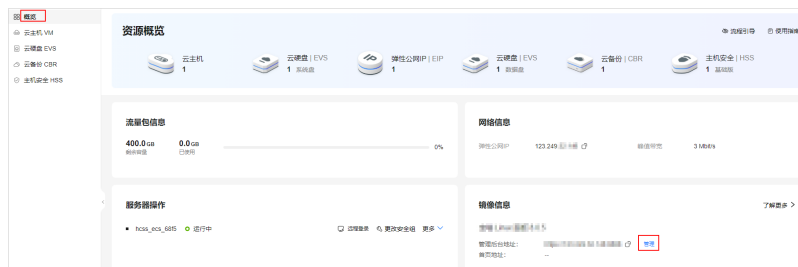 概览
云主机 VM
云硬盘 EVS
云备份 CBR
主机安全 HSS
资源概览
流程引导
使用指南
云主机
1
云硬盘 | EVS
1 系统盘
弹性公网IP | EIP
1
云硬盘 | EVS
1 数据盘
云备份 | CBR
1
主机安全 | HSS
1 基础版
流量包信息
400.0 GB
剩余容量
0.0 GB
已使用
0%
网络信息
弹性公网IP 123.249.
峰值带宽 3 Mbit/s
服务器操作
hcss_ecs_68f5 运行中
远程登录 更改安全组 更多
镜像信息
了解更多 >
管理后台地址: 管理
首页地址: --